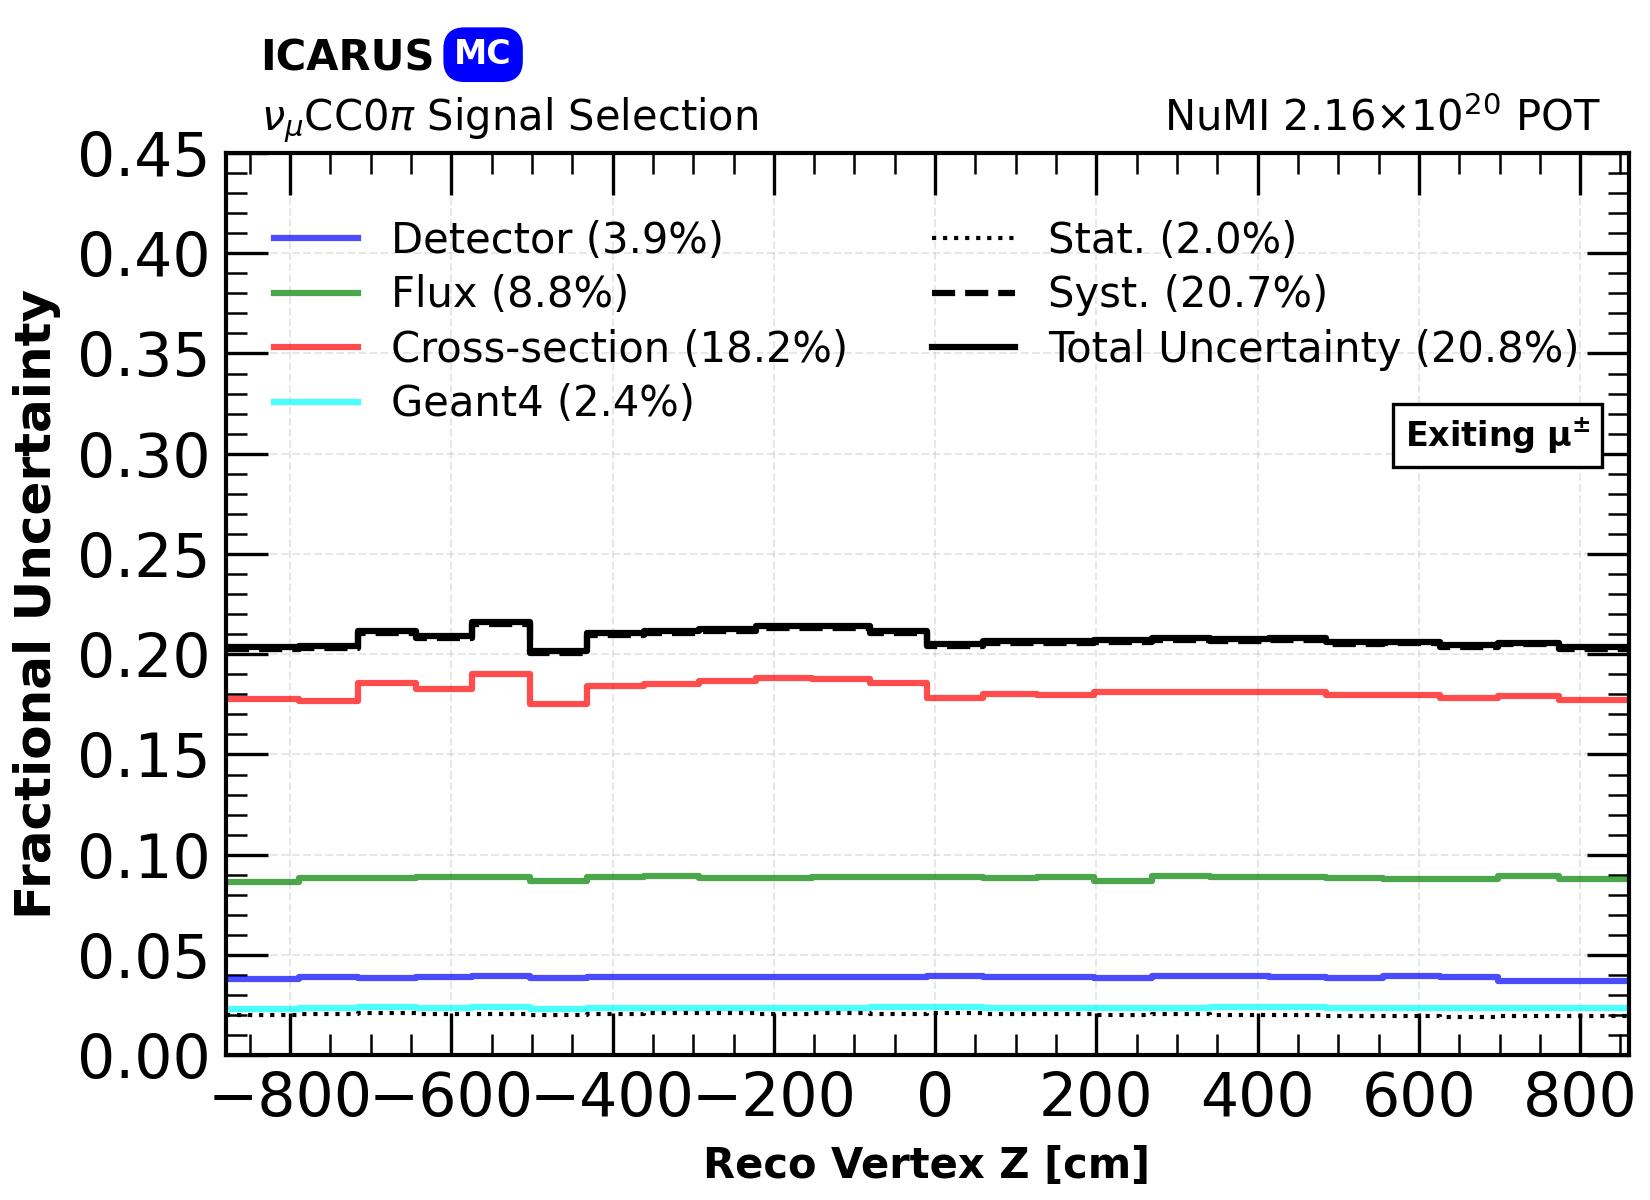 ICARUS MC
νμCC0π Signal Selection
NuMI 2.16×10²⁰ POT
0.45
0.40
0.35
0.30
0.25
0.20
0.15
0.10
0.05
0.00
Fractional Uncertainty
Detector (3.9%)
Flux (8.8%)
Cross-section (18.2%)
Geant4 (2.4%)
Stat. (2.0%)
Syst. (20.7%)
Total Uncertainty (20.8%)
Exiting μ±
−800 −600 −400 −200 0 200 400 600 800
Reco Vertex Z [cm]